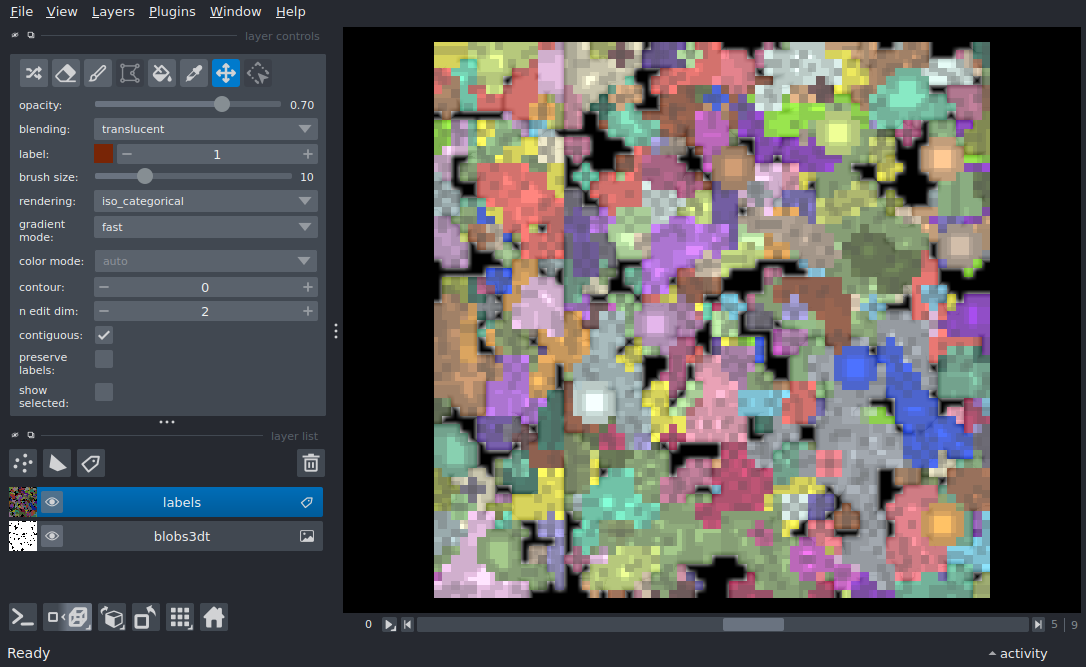 File View Layers Plugins Window Help
layer controls
opacity: 0.70
blending: translucent
label: 1
brush size: 10
rendering: iso_categorical
gradient
mode: fast
color mode: auto
contour: 0
n edit dim: 2
contiguous:
preserve
labels:
show
selected:
layer list
labels
blobs3dt
0 5 | 9
Ready activity